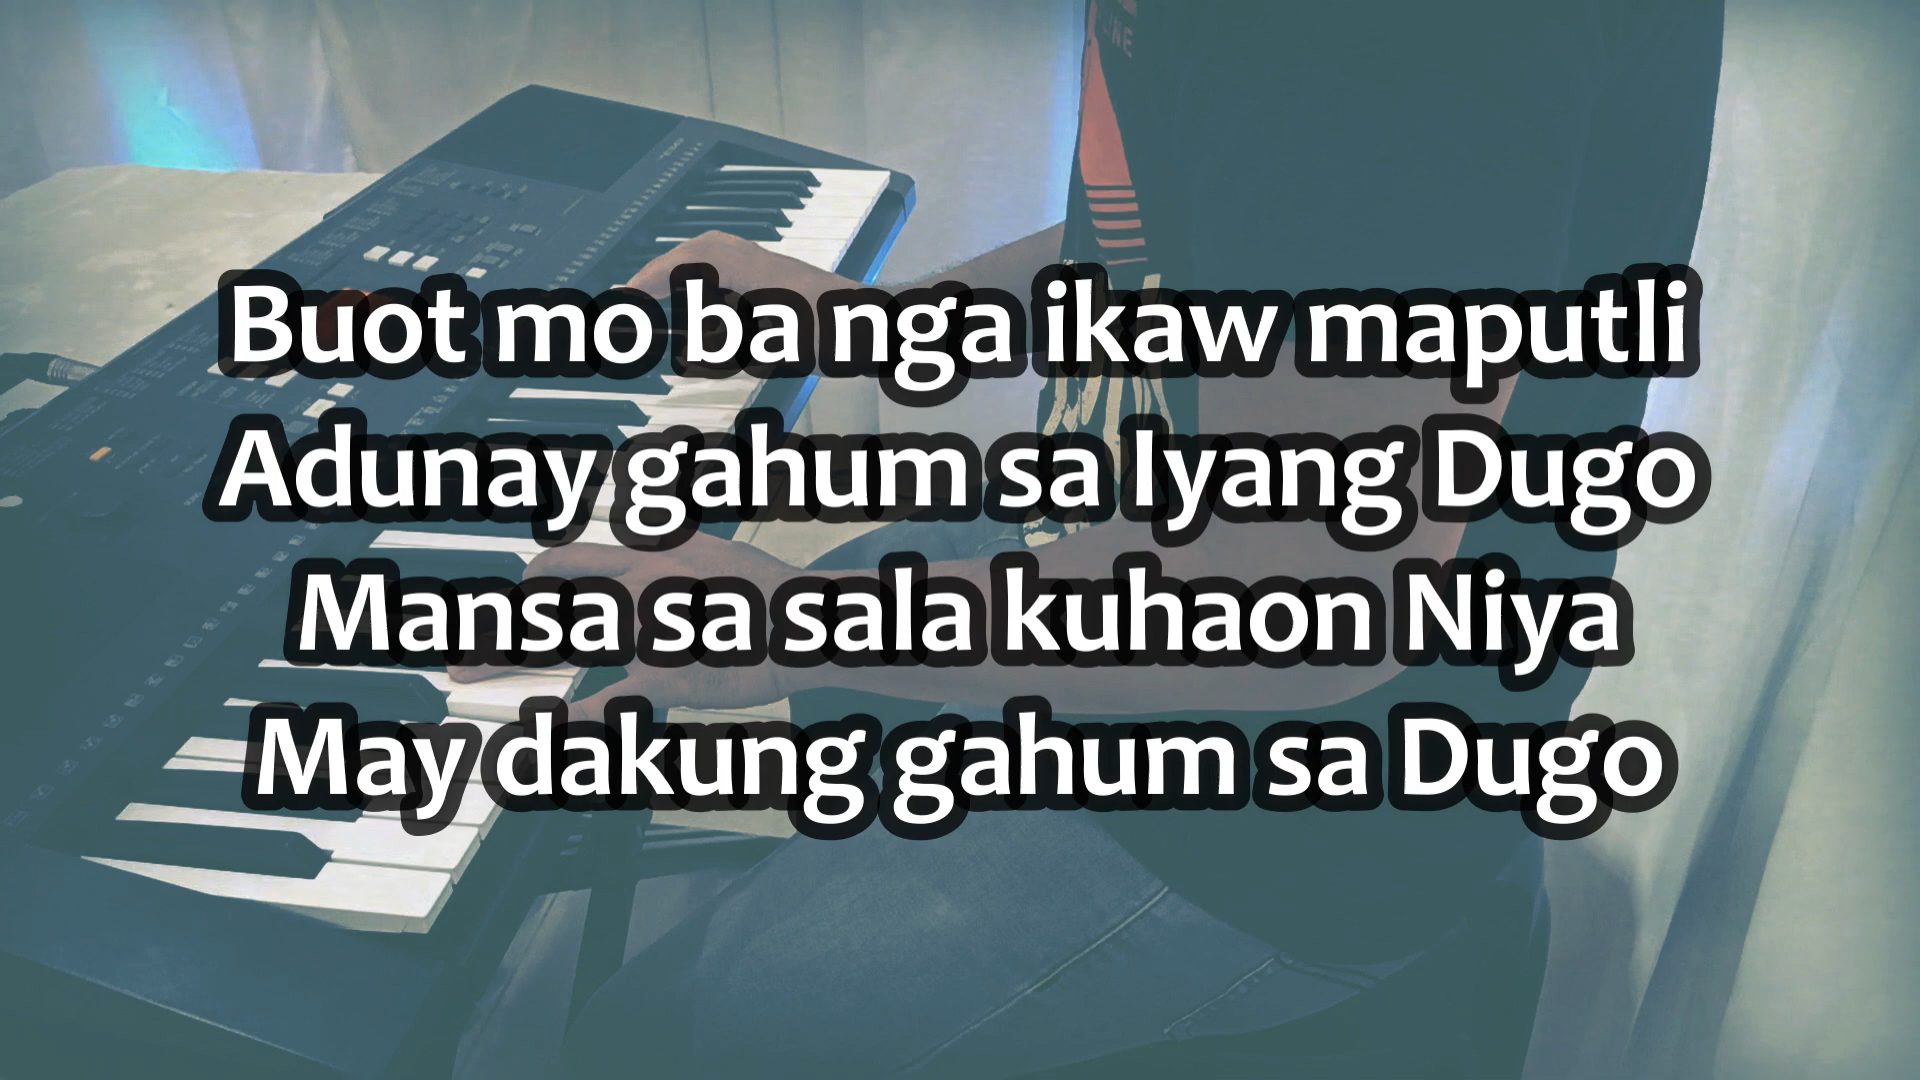 Buot mo ba nga ikaw maputli
Adunay gahum sa Iyang Dugo
Mansa sa sala kuhaon Niya
May dakung gahum sa Dugo